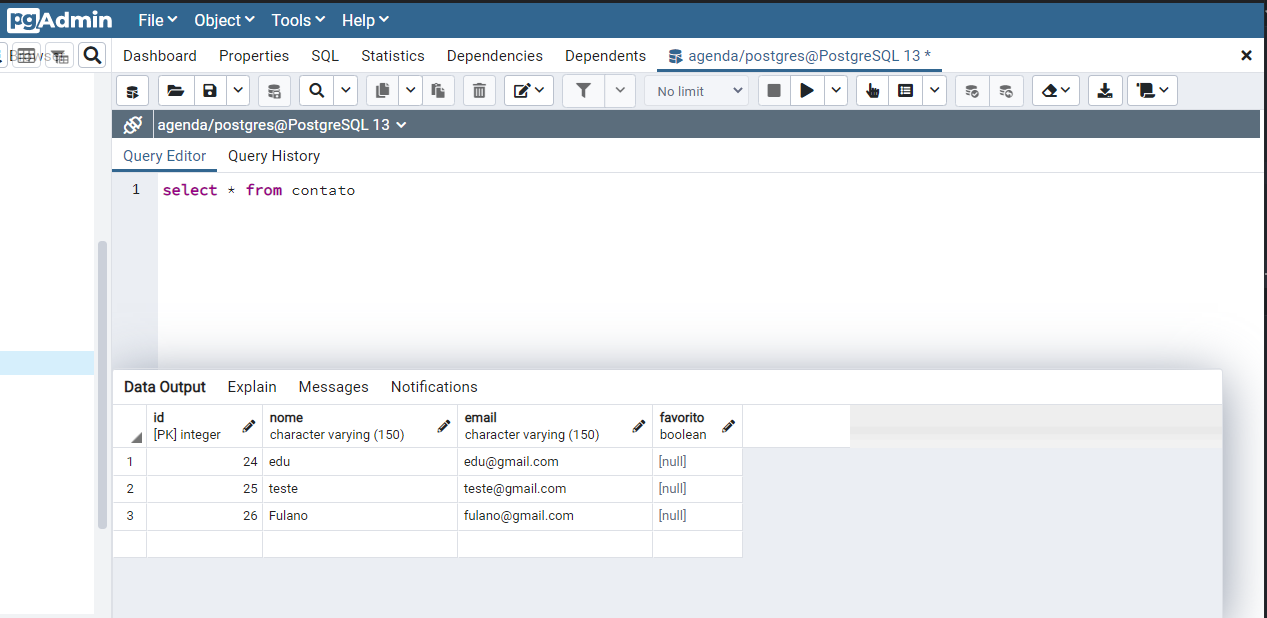 pgAdmin File Object Tools Help
Browser Dashboard Properties SQL Statistics Dependencies Dependents agenda/postgres@PostgreSQL 13 *
No limit
agenda/postgres@PostgreSQL 13
Query Editor Query History
1 select * from contato
Data Output Explain Messages Notifications
id nome email favorito
[PK] integer character varying (150) character varying (150) boolean
1 24 edu edu@gmail.com [null]
2 25 teste teste@gmail.com [null]
3 26 Fulano fulano@gmail.com [null]